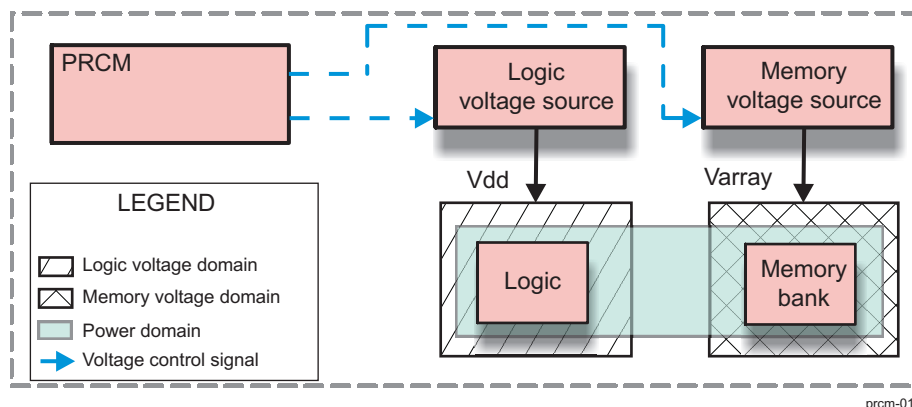 PRCM
Logic
voltage source
Memory
voltage source
Vdd
Varray
LEGEND
Logic voltage domain
Memory voltage domain
Power domain
Voltage control signal
Logic
Memory
bank
prcm-01